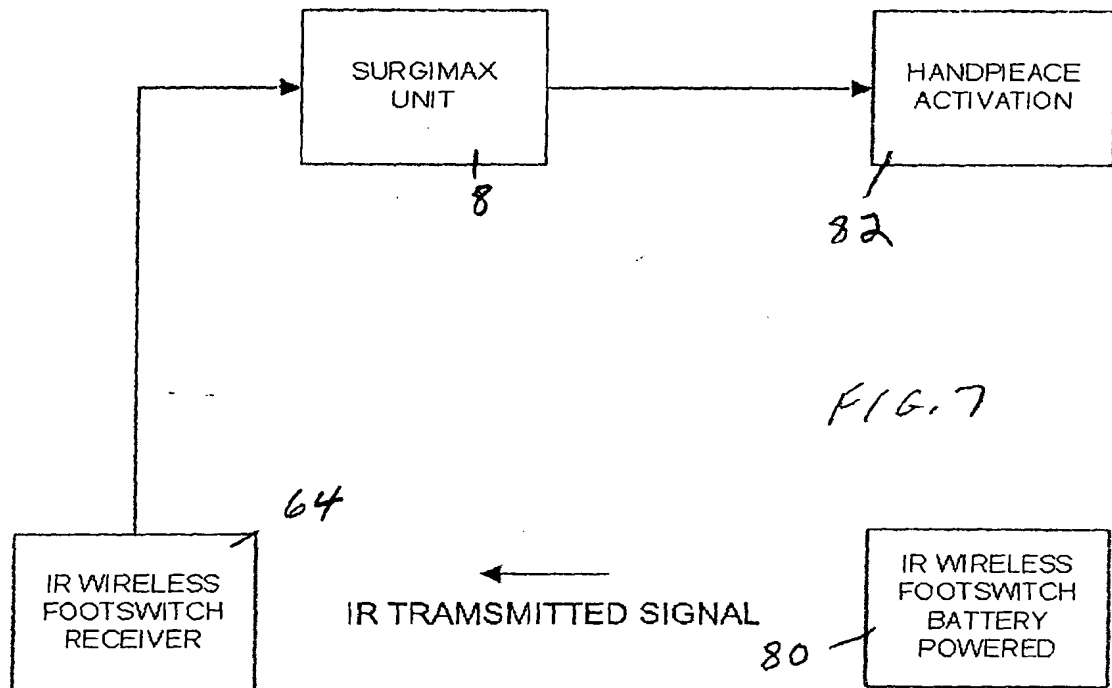 SURGIMAX
UNIT
8
HANDPIEACE
ACTIVATION
82
FIG. 7
64
IR WIRELESS
FOOTSWITCH
RECEIVER
IR TRAMSMITTED SIGNAL
IR WIRELESS
FOOTSWITCH
BATTERY
POWERED
80